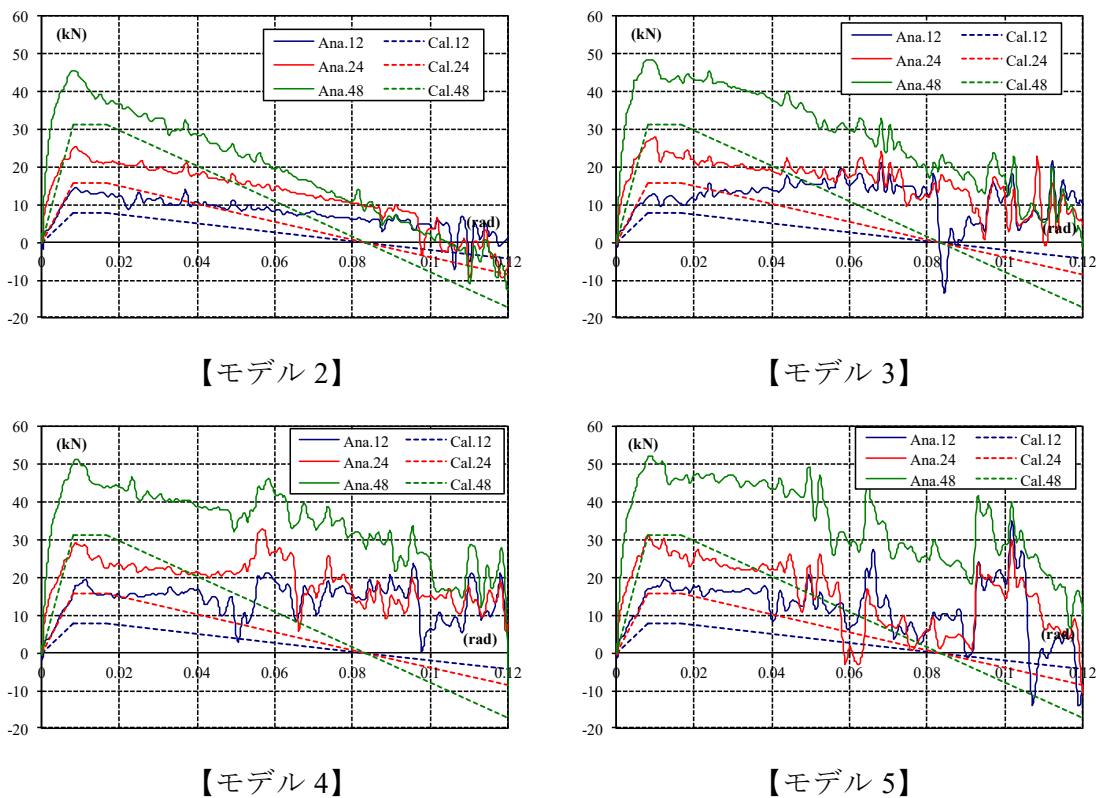 60
(kN)
Ana.12 Cal.12
50
Ana.24 Cal.24
40
Ana.48 Cal.48
30
20
10
(rad)
0
0 0.02 0.04 0.06 0.08 0.1 0.12
-10
-20
【モデル 2】
60
(kN)
Ana.12 Cal.12
50
Ana.24 Cal.24
40
Ana.48 Cal.48
30
20
10
(rad)
0
0 0.02 0.04 0.06 0.08 0.1 0.12
-10
-20
【モデル 3】
60
(kN)
Ana.12 Cal.12
Ana.24 Cal.24
50
Ana.48 Cal.48
40
30
20
10
(rad)
0
0 0.02 0.04 0.06 0.08 0.1 0.12
-10
-20
【モデル 4】
60
(kN)
Ana.12 Cal.12
Ana.24 Cal.24
50
Ana.48 Cal.48
40
30
20
10
(rad)
0
0 0.02 0.04 0.06 0.08 0.1 0.12
-10
-20
【モデル 5】